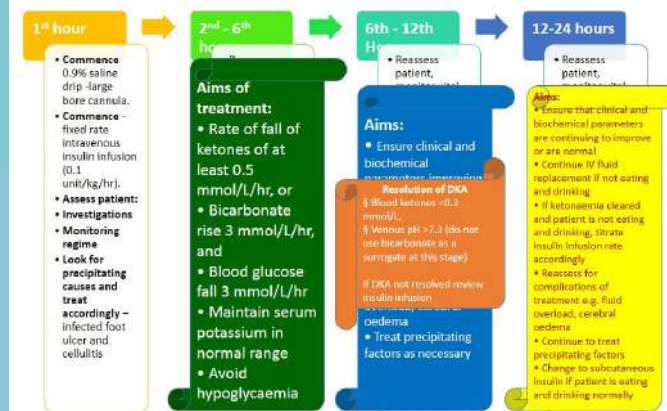 1st hour
• Commence
0.9% saline
drip -large
bore cannula.
• Commence -
fixed rate
intravenous
insulin infusion
(0.1
unit/kg/hr).
• Assess patient:
• Investigations
• Monitoring
regime
• Look for
precipitating
causes and
treat
accordingly –
infected foot
ulcer and
cellulitis
2nd - 6th
Aims of
treatment:
• Rate of fall of
ketones of at
least 0.5
mmol/L/hr, or
• Bicarbonate
rise 3 mmol/L/hr,
and
• Blood glucose
fall 3 mmol/L/hr
• Maintain serum
potassium in
normal range
• Avoid
hypoglycaemia
6th - 12th
• Reassess
patient,
Aims:
• Ensure clinical and
biochemical
parameters improving
Resolution of DKA
§ Blood ketones <0.3
mmol/L,
§ Venous pH >7.3 (do not
use bicarbonate as a
surrogate at this stage)
If DKA not resolved review
insulin infusion
oedema
• Treat precipitating
factors as necessary
12-24 hours
• Reassess
patient,
Aims:
• Ensure that clinical and
biochemical parameters
are continuing to improve
or are normal
• Continue IV fluid
replacement if not eating
and drinking
• If ketonaemia cleared and
patient is not eating and
drinking, titrate
insulin infusion rate
accordingly
• Reassess for
complications of
treatment e.g. fluid
overload, cerebral
oedema
• Continue to treat
precipitating factors
• Change to subcutaneous
insulin if patient is eating
and drinking normally